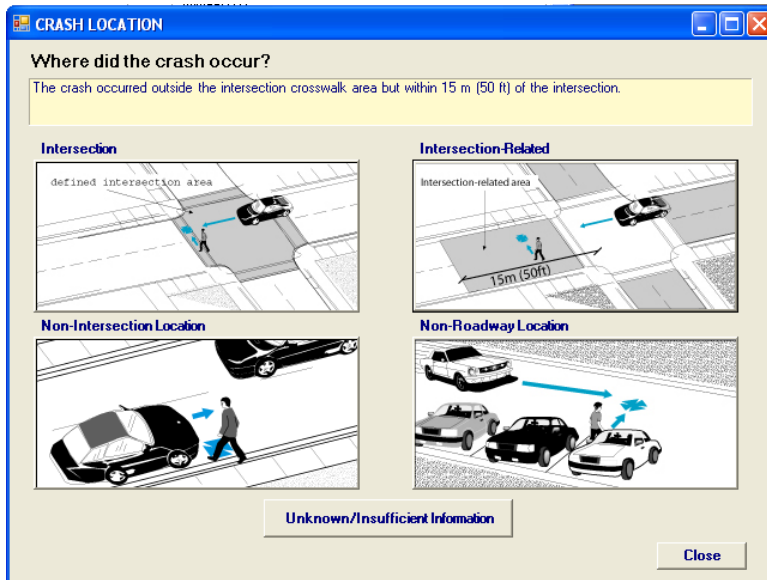 CRASH LOCATION
Where did the crash occur?
The crash occurred outside the intersection crosswalk area but within 15 m (50 ft) of the intersection.
Intersection
Intersection-Related
defined intersection area
Intersection-related area
15m (50ft)
Non-Intersection Location
Non-Roadway Location
Unknown/Insufficient Information
Close